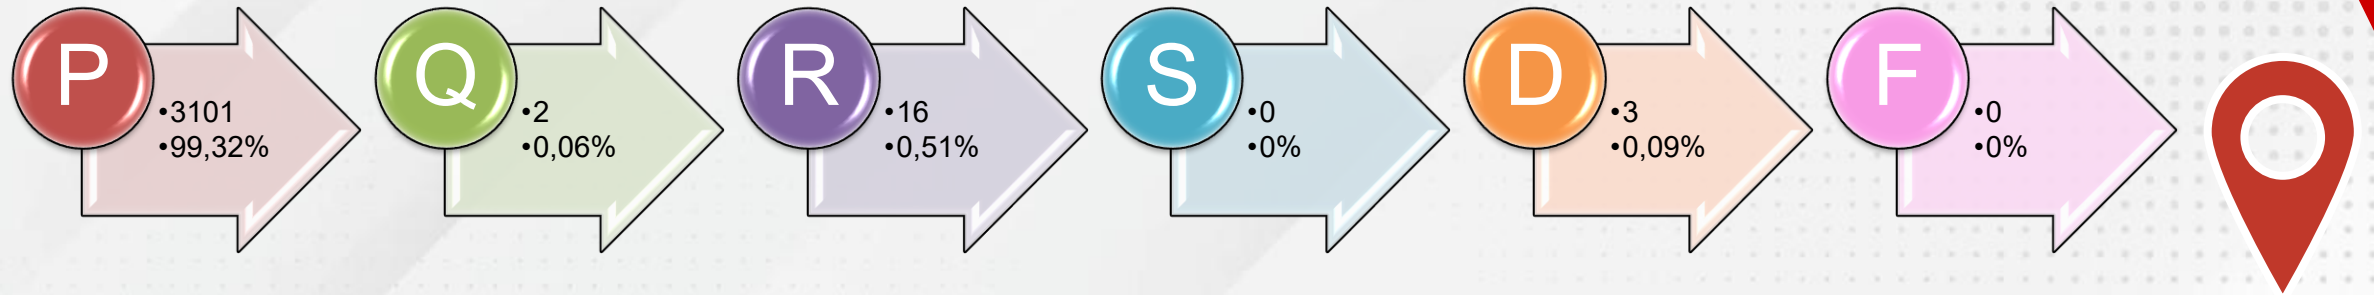 P
•3101
•99,32%
Q
•2
•0,06%
R
•16
•0,51%
S
•0
•0%
D
•3
•0,09%
F
•0
•0%